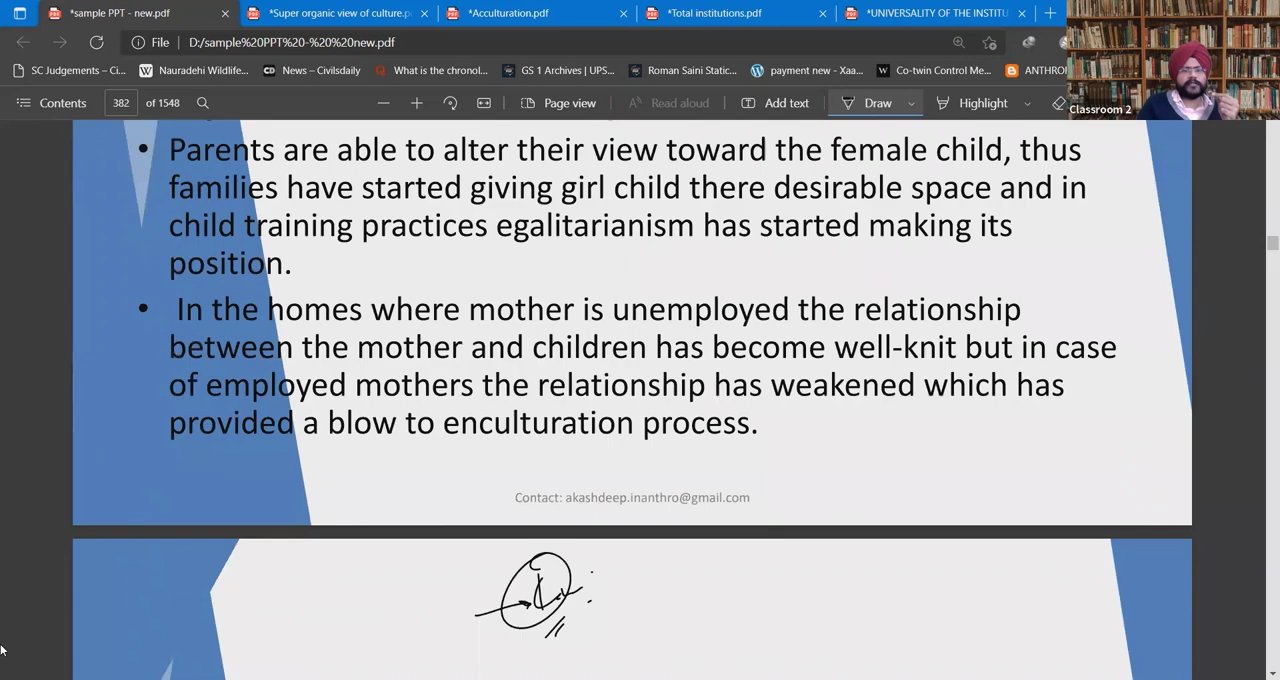 *sample PPT - new.pdf
*Super organic view of culture.p
*Acculturation.pdf
*Total institutions.pdf
*UNIVERSALITY OF THE INSTITU
File
D:/sample%20PPT%20-%20%20new.pdf
SC Judgements – Ci...
Nauradehi Wildlife...
News – Civilsdaily
What is the chronol...
GS 1 Archives | UPS...
Roman Saini Static...
payment new - Xaa...
Co-twin Control Me...
ANTHRO
Contents
382
of 1548
Page view
Read aloud
Add text
Draw
Highlight
Classroom 2
• Parents are able to alter their view toward the female child, thus
families have started giving girl child there desirable space and in
child training practices egalitarianism has started making its
position.
• In the homes where mother is unemployed the relationship
between the mother and children has become well-knit but in case
of employed mothers the relationship has weakened which has
provided a blow to enculturation process.
Contact: akashdeep.inanthro@gmail.com